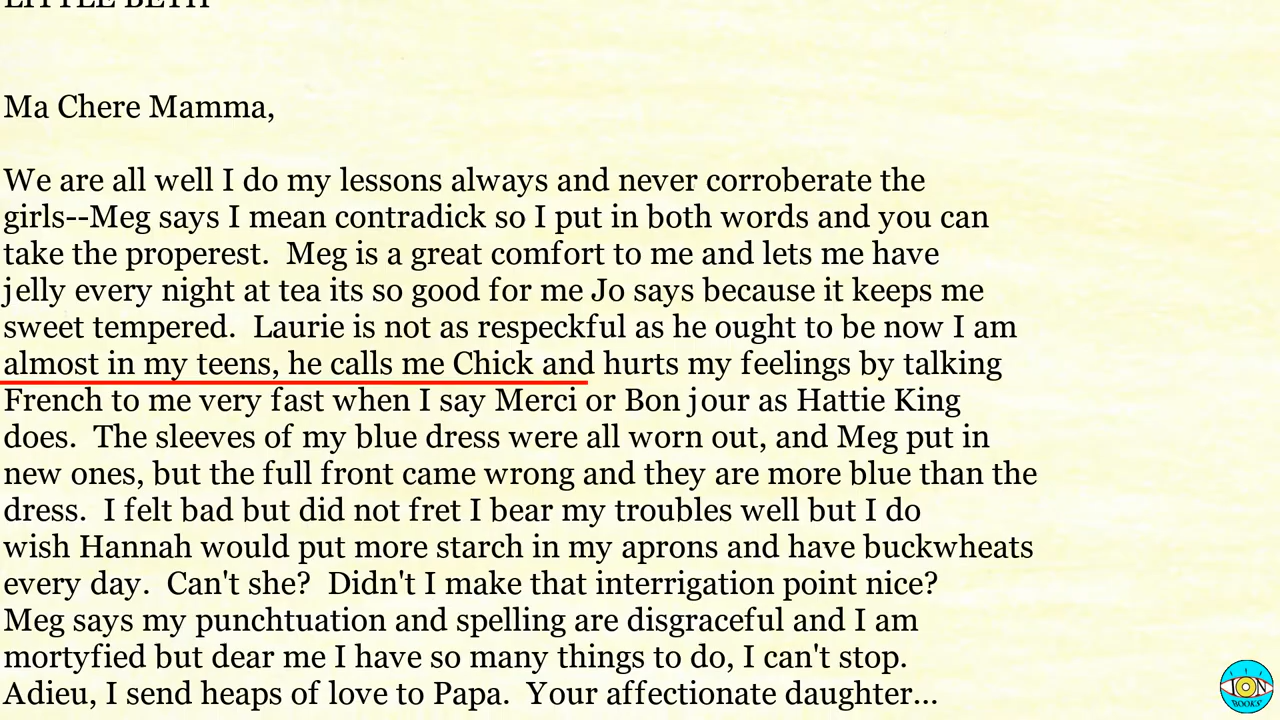 LITTLE BETH
Ma Chere Mamma,
We are all well I do my lessons always and never corroberate the
girls--Meg says I mean contradick so I put in both words and you can
take the properest.  Meg is a great comfort to me and lets me have
jelly every night at tea its so good for me Jo says because it keeps me
sweet tempered.  Laurie is not as respeckful as he ought to be now I am
almost in my teens, he calls me Chick and hurts my feelings by talking
French to me very fast when I say Merci or Bon jour as Hattie King
does.  The sleeves of my blue dress were all worn out, and Meg put in
new ones, but the full front came wrong and they are more blue than the
dress.  I felt bad but did not fret I bear my troubles well but I do
wish Hannah would put more starch in my aprons and have buckwheats
every day.  Can't she?  Didn't I make that interrigation point nice?
Meg says my punchtuation and spelling are disgraceful and I am
mortyfied but dear me I have so many things to do, I can't stop.
Adieu, I send heaps of love to Papa.  Your affectionate daughter...
ION
BOOKS